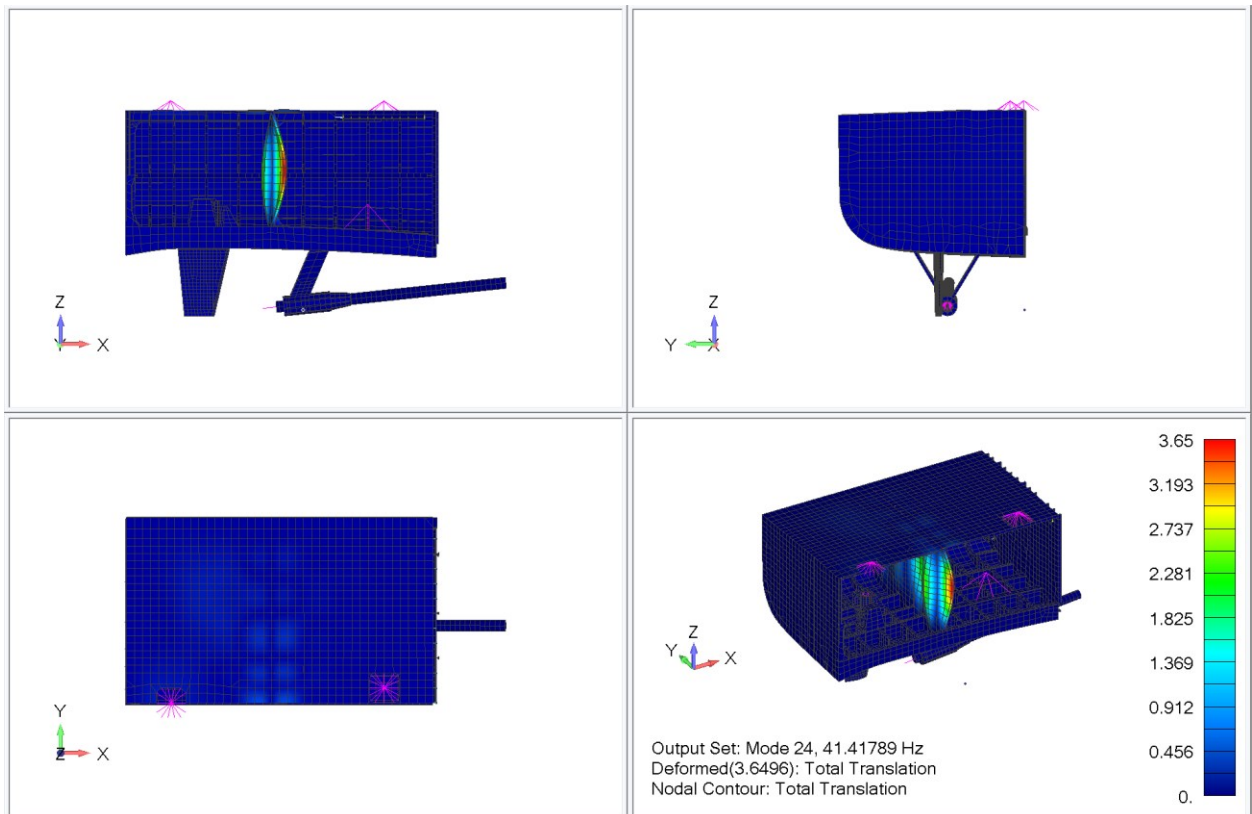 Z
Y X
Z
Y X
Y
Z X
Z
Y X
3.65
3.193
2.737
2.281
1.825
1.369
0.912
0.456
0.
Output Set: Mode 24, 41.41789 Hz
Deformed(3.6496): Total Translation
Nodal Contour: Total Translation